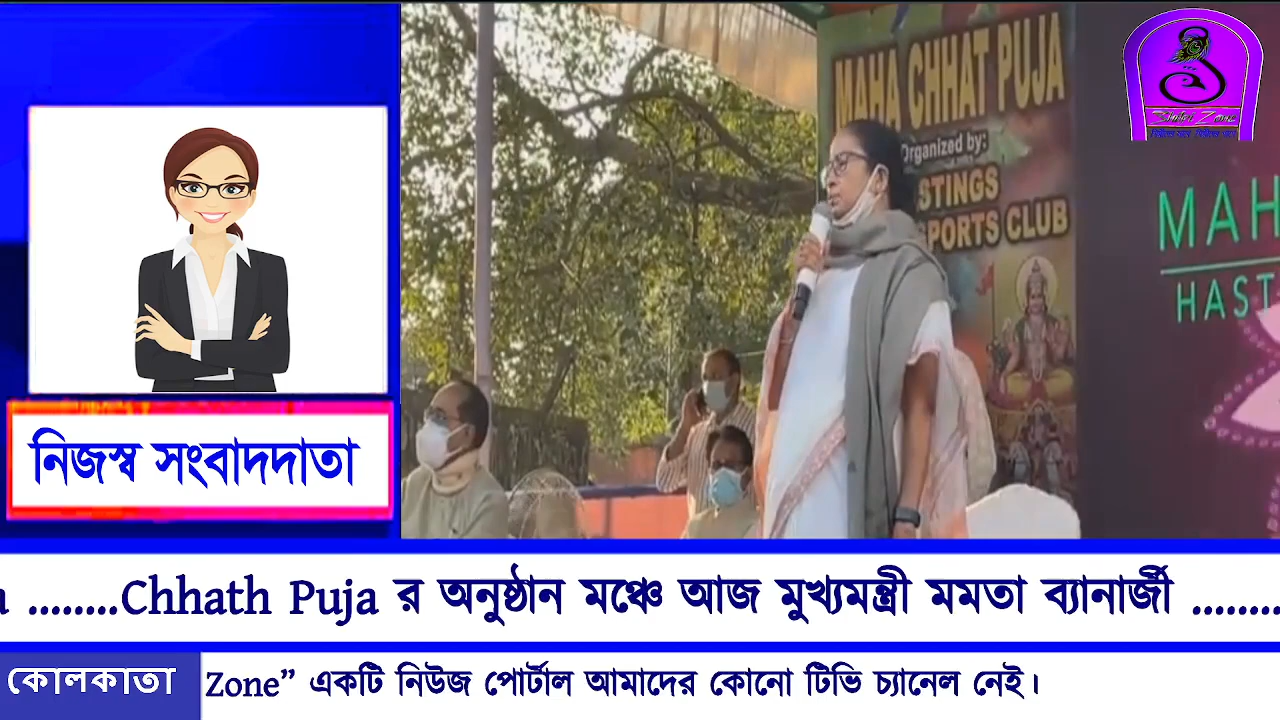 MAHA CHHAT PUJA
Organized by:
STINGS
PORTS CLUB
MAH
HAST
নিজস্ব সংবাদদাতা
........Chhath Puja র অনুষ্ঠান মঞ্চে আজ মুখ্যমন্ত্রী মমতা ব্যানার্জী ........
কোলকাতা
Zone” একটি নিউজ পোর্টাল আমাদের কোনো টিভি চ্যানেল নেই।